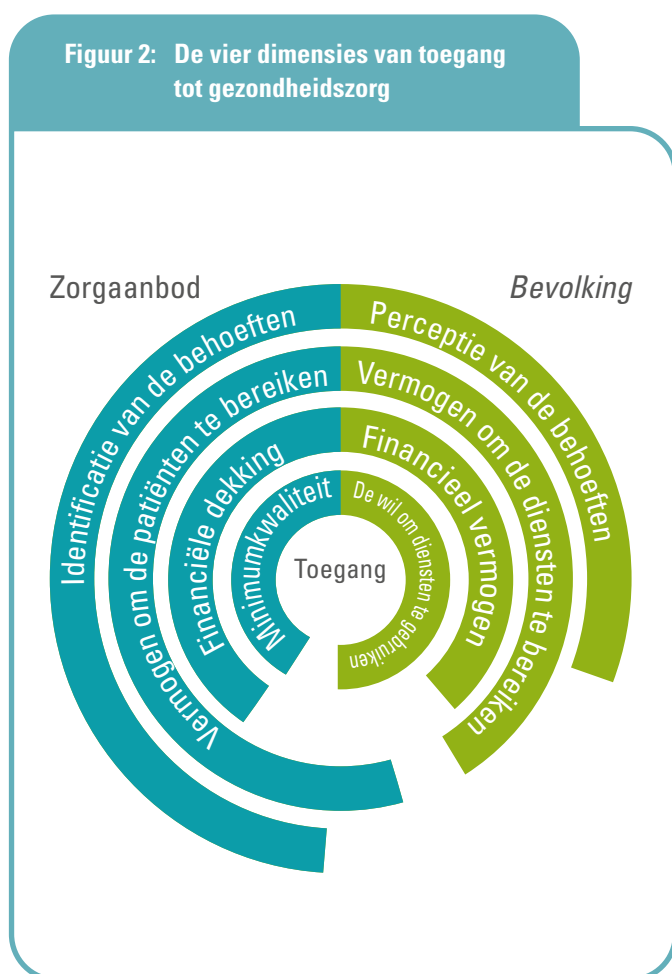 Figuur 2: De vier dimensies van toegang
tot gezondheidszorg
Zorgaanbod
Bevolking
Identificatie van de behoeften
Perceptie van de behoeften
Vermogen om de patiënten te bereiken
Vermogen om de diensten te bereiken
Financiële dekking
Financieel vermogen
Minimumkwaliteit
De wil om diensten te gebruiken
Toegang